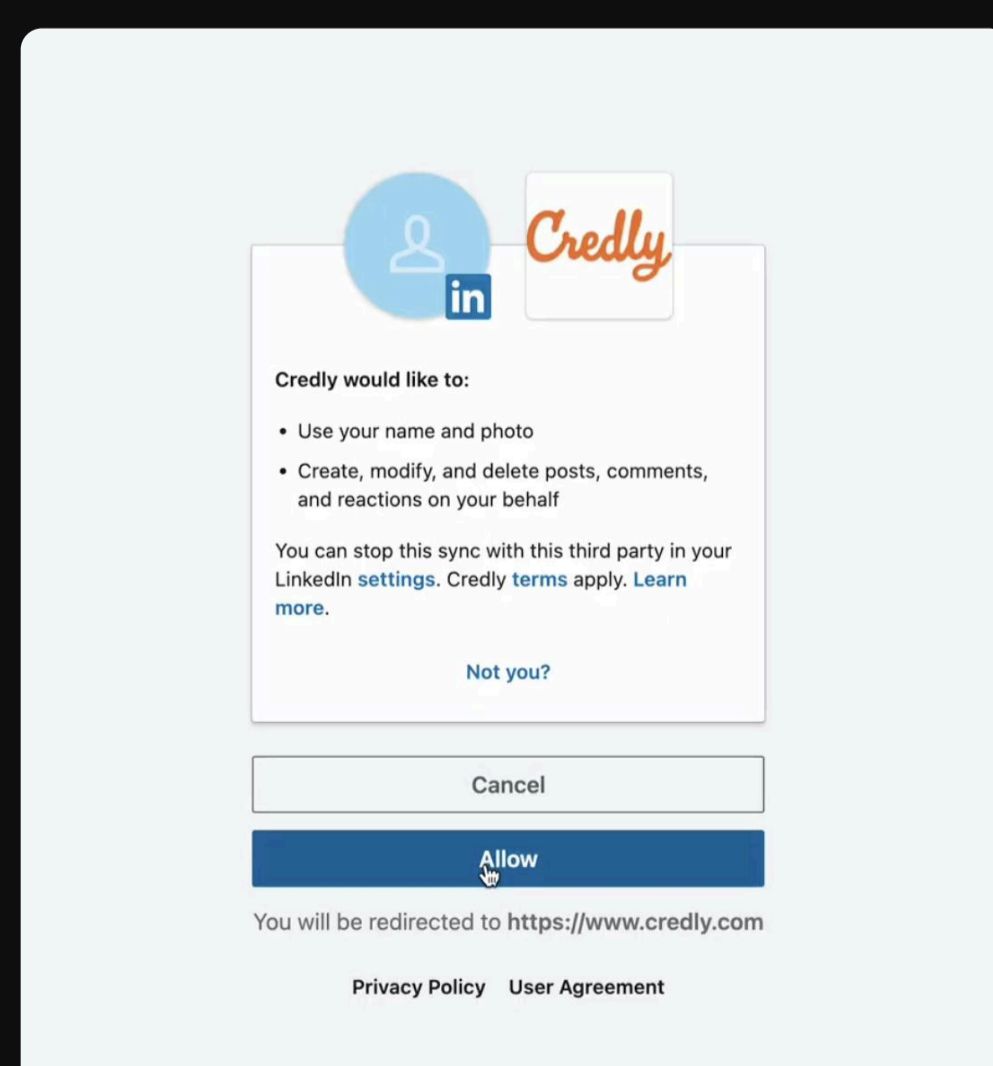 in
Credly
Credly would like to:
• Use your name and photo
• Create, modify, and delete posts, comments,
and reactions on your behalf
You can stop this sync with this third party in your
LinkedIn settings. Credly terms apply. Learn
more.
Not you?
Cancel
Allow
You will be redirected to https://www.credly.com
Privacy Policy User Agreement